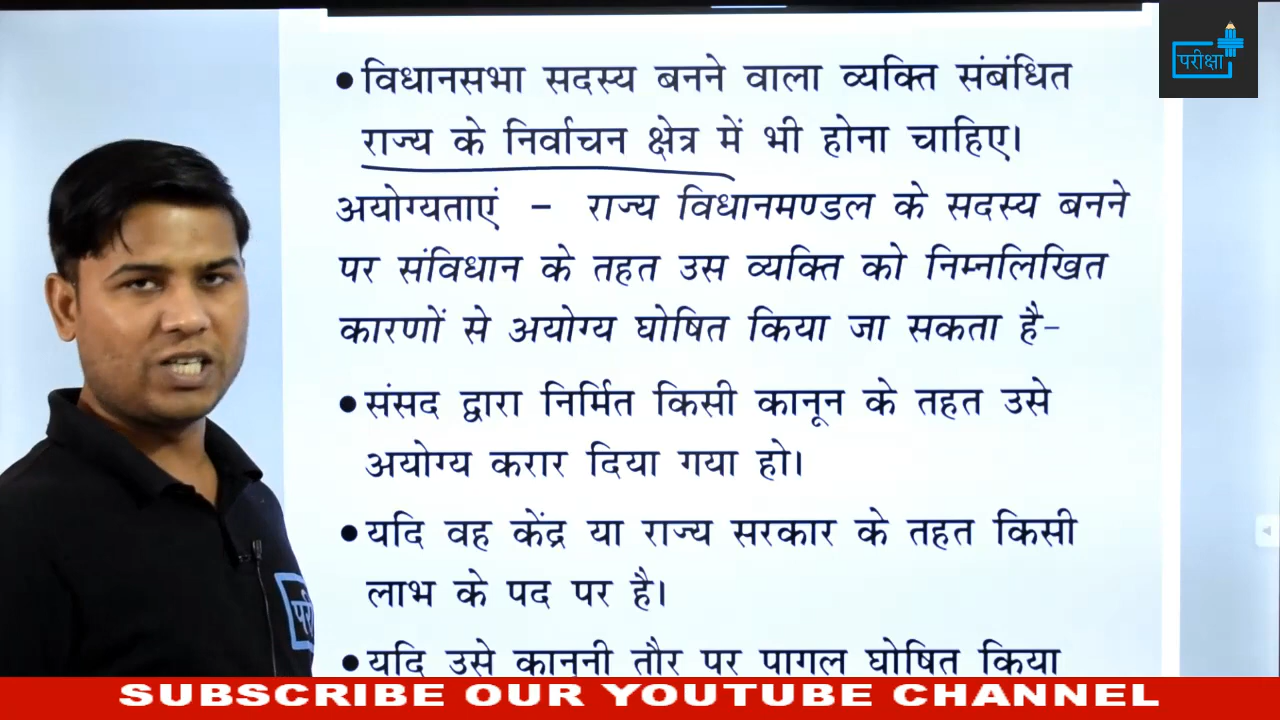 परीक्षा
• विधानसभा सदस्य बनने वाला व्यक्ति संबंधित
राज्य के निर्वाचन क्षेत्र में भी होना चाहिए।
अयोग्यताएं - राज्य विधानमण्डल के सदस्य बनने
पर संविधान के तहत उस व्यक्ति को निम्नलिखित
कारणों से अयोग्य घोषित किया जा सकता है-
• संसद द्वारा निर्मित किसी कानून के तहत उसे
अयोग्य करार दिया गया हो।
• यदि वह केंद्र या राज्य सरकार के तहत किसी
लाभ के पद पर है।
• यदि उसे कानूनी तौर पर पागल घोषित किया
SUBSCRIBE OUR YOUTUBE CHANNEL